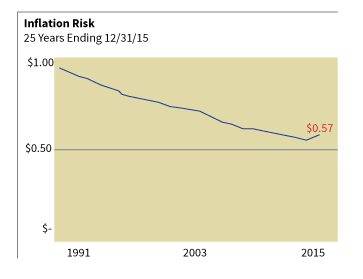 Inflation Risk
25 Years Ending 12/31/15
$1.00
$0.57
$0.50
$-
1991 2003 2015